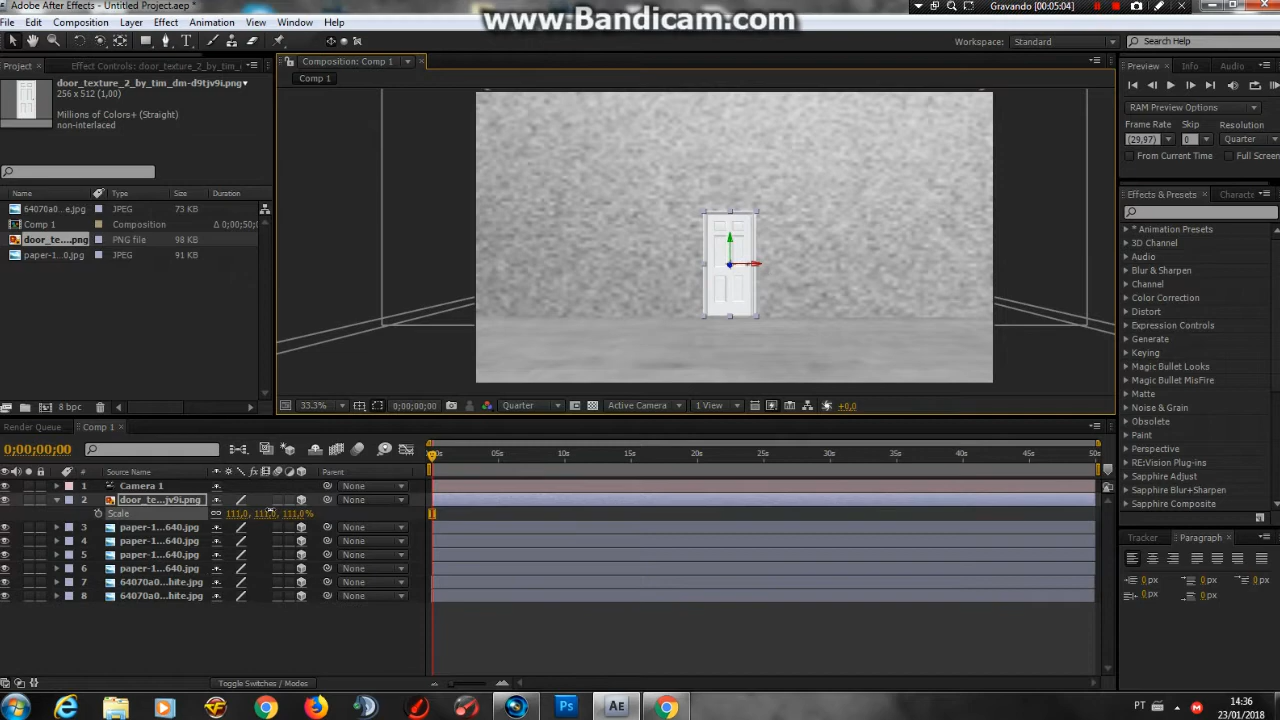 Adobe After Effects - Untitled Project.aep *
www.Bandicam.com
Gravando [00:05:04]
File Edit Composition Layer Effect Animation View Window Help
Workspace: Standard
Search Help
Project Effect Controls: door_texture_2_by_tim_
Composition: Comp 1
Preview Info Audio
door_texture_2_by_tim_dm-d9tjv9i.png
256 x 512 (1,00)
Millions of Colors+ (Straight)
non-interlaced
Comp 1
RAM Preview Options
Frame Rate Skip Resolution
(29,97) 0 Quarter
From Current Time Full Screen
Name Type Size Duration
64070a0...e.jpg JPEG 73 KB
Comp 1 Composition Δ 0;00;50;
door_te....png PNG file 98 KB
paper-1...0.jpg JPEG 91 KB
Effects & Presets Characte
* Animation Presets
3D Channel
Audio
Blur & Sharpen
Channel
Color Correction
Distort
Expression Controls
Generate
Keying
Magic Bullet Looks
Magic Bullet MisFire
Matte
Noise & Grain
Obsolete
Paint
Perspective
RE:Vision Plug-ins
Sapphire Adjust
Sapphire Blur+Sharpen
Sapphire Composite
8 bpc
33.3% 0;00;00;00 Quarter Active Camera 1 View +0,0
Render Queue Comp 1
0;00;00;00
00s 05s 10s 15s 20s 25s 30s 35s 40s 45s 50s
# Source Name Parent
1 Camera 1 None
2 door_te...jv9i.png None
Scale 111,0, 111,0, 111,0%
3 paper-1...640.jpg None
4 paper-1...640.jpg None
5 paper-1...640.jpg None
6 paper-1...640.jpg None
7 64070a0...hite.jpg None
8 64070a0...hite.jpg None
Tracker Paragraph
0 px 0 px 0 px
0 px 0 px
Toggle Switches / Modes
Ps AE
PT
14:36
23/01/2018